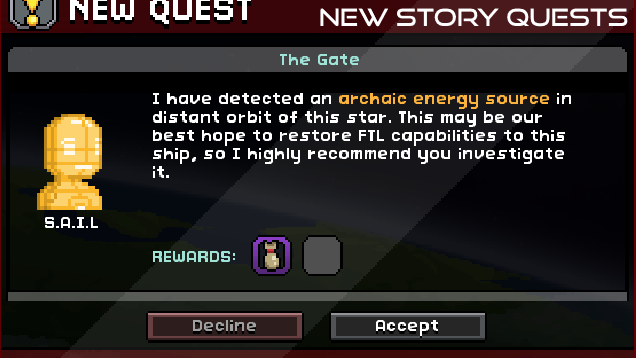 NEW QUEST
NEW STORY QUESTS
The Gate
I have detected an archaic energy source in
distant orbit of this star. This may be our
best hope to restore FTL capabilities to this
ship, so I highly recommend you investigate
it.
S.A.I.L
REWARDS:
Decline
Accept